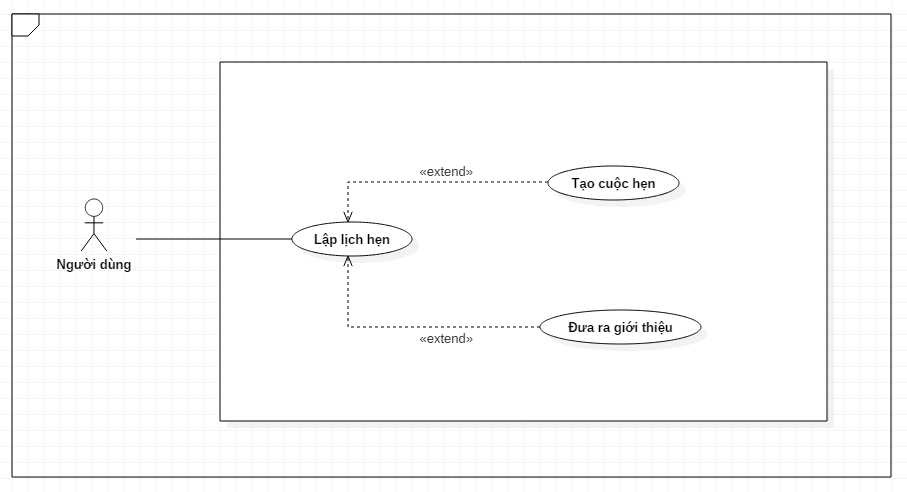 «extend»
Tạo cuộc hẹn
Lập lịch hẹn
Người dùng
Đưa ra giới thiệu
«extend»